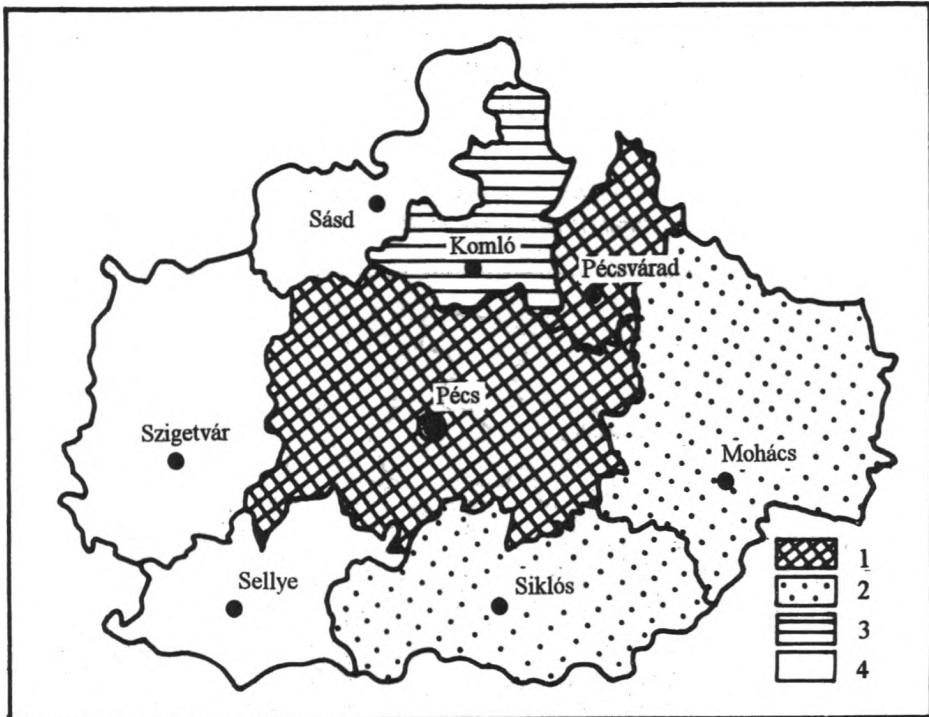 Sásd
Komló
Pécsvárad
Pécs
Szigetvár
Mohács
Sellye
Siklós
1
2
3
4